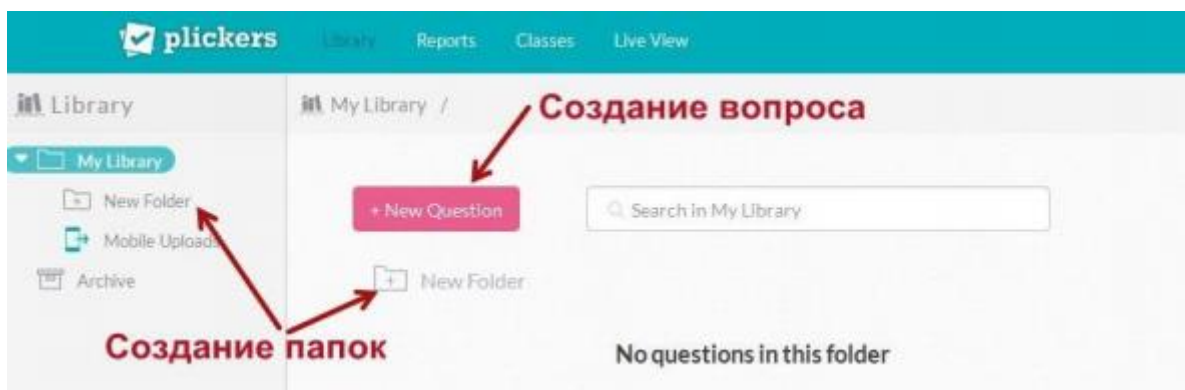 plickers Library Reports Classes Live View
Library
My Library /
Создание вопроса
My Library
New Folder
+ New Question
Search in My Library
Mobile Uploads
Archive
New Folder
Создание папок
No questions in this folder